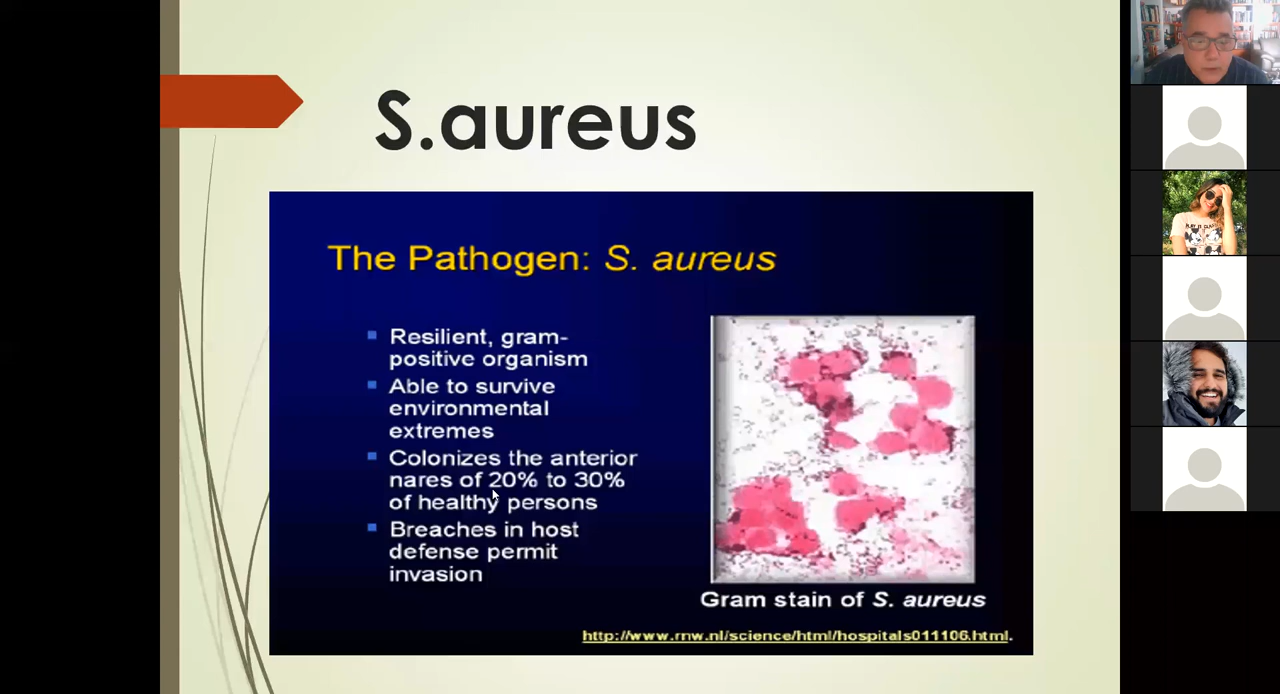 S.aureus
The Pathogen: S. aureus
Resilient, gram-
positive organism
Able to survive
environmental
extremes
Colonizes the anterior
nares of 20% to 30%
of healthy persons
Breaches in host
defense permit
invasion
Gram stain of S. aureus
http://www.rnw.nl/science/html/hospitals011106.html.